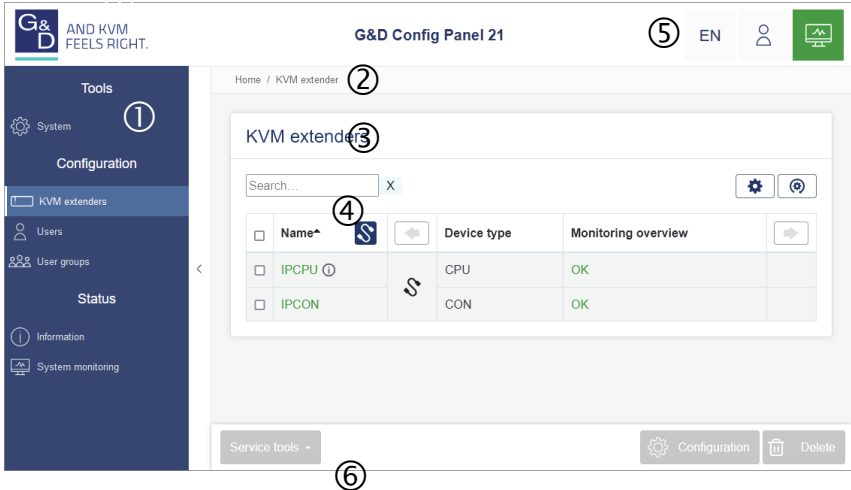 G&D AND KVM FEELS RIGHT.
G&D Config Panel 21
⑤ EN
Tools
Home / KVM extender ②
System ①
KVM extenders ③
Configuration
Search... X
KVM extenders
④
Name Device type Monitoring overview
Users
User groups
IPCPU CPU OK
<
IPCON CON OK
Status
Information
System monitoring
Service tools Configuration Delete
⑥